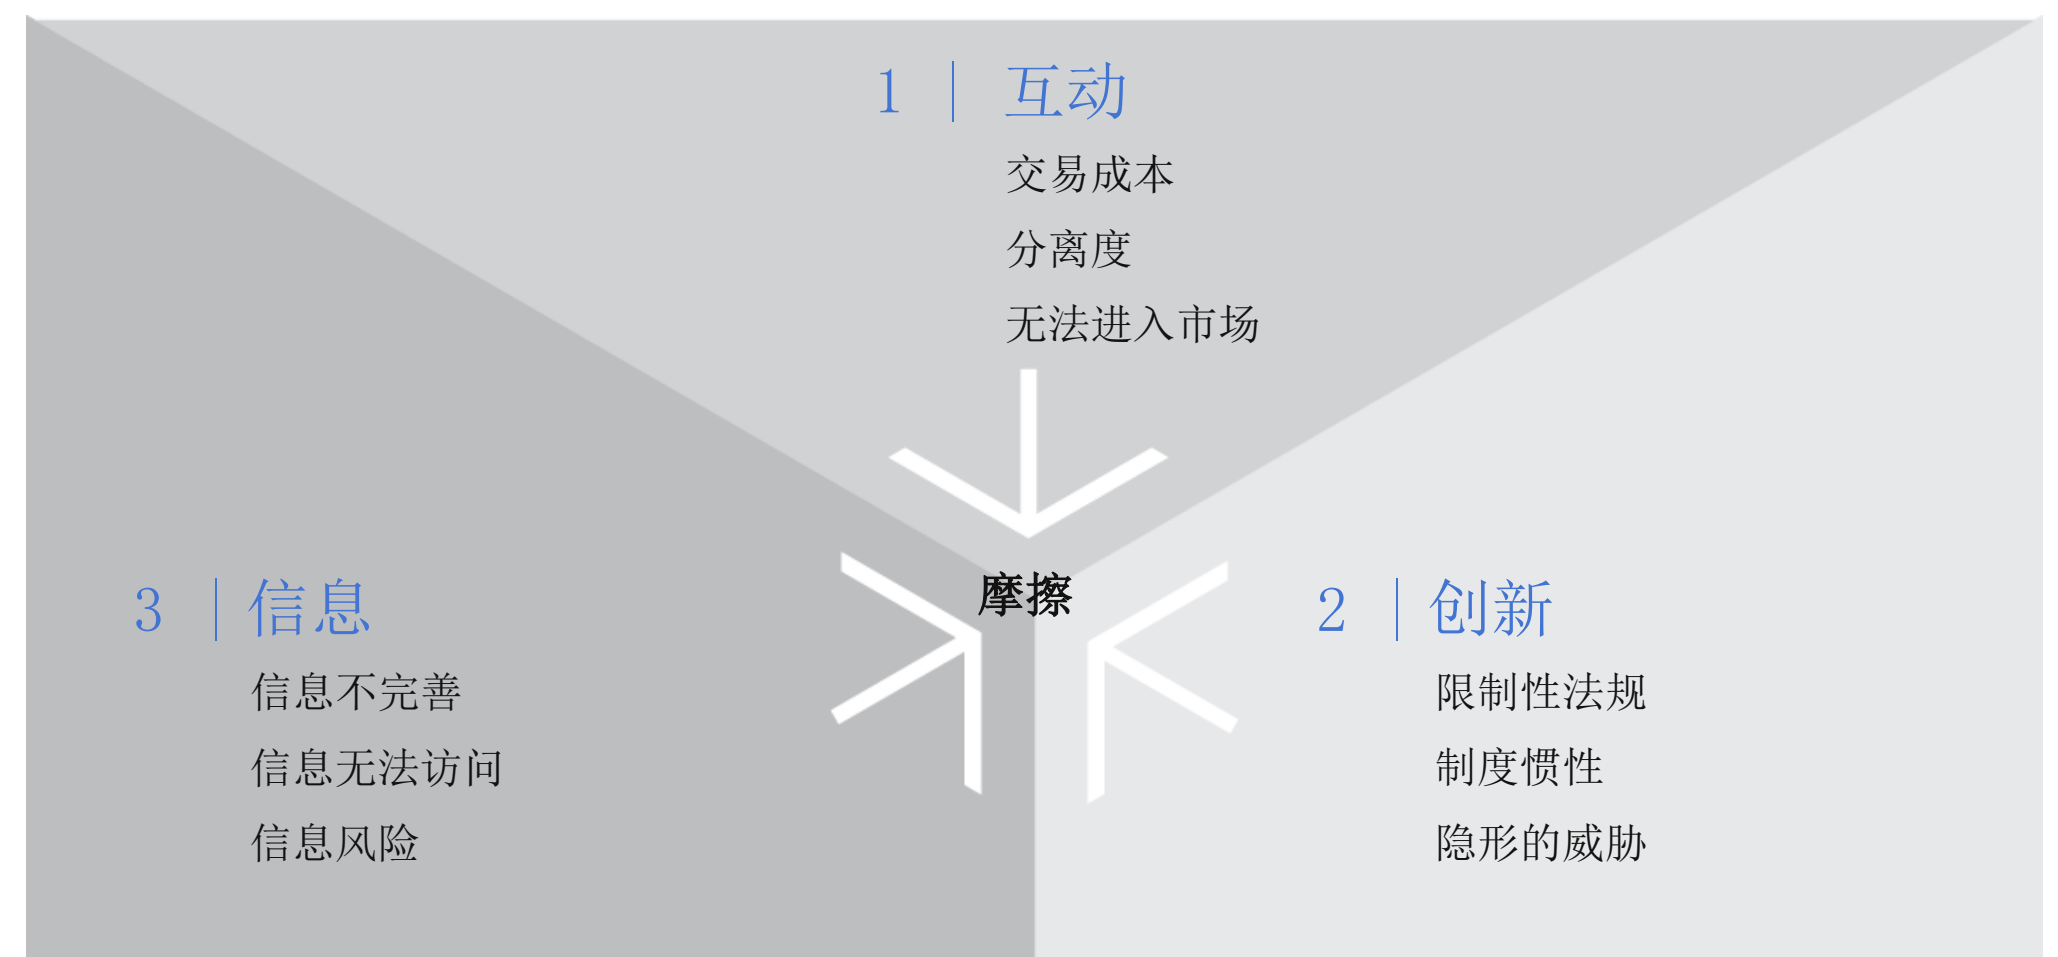 1 | 互动
交易成本
分离度
无法进入市场
摩擦
2 | 创新
限制性法规
制度惯性
隐形的威胁
3 | 信息
信息不完善
信息无法访问
信息风险